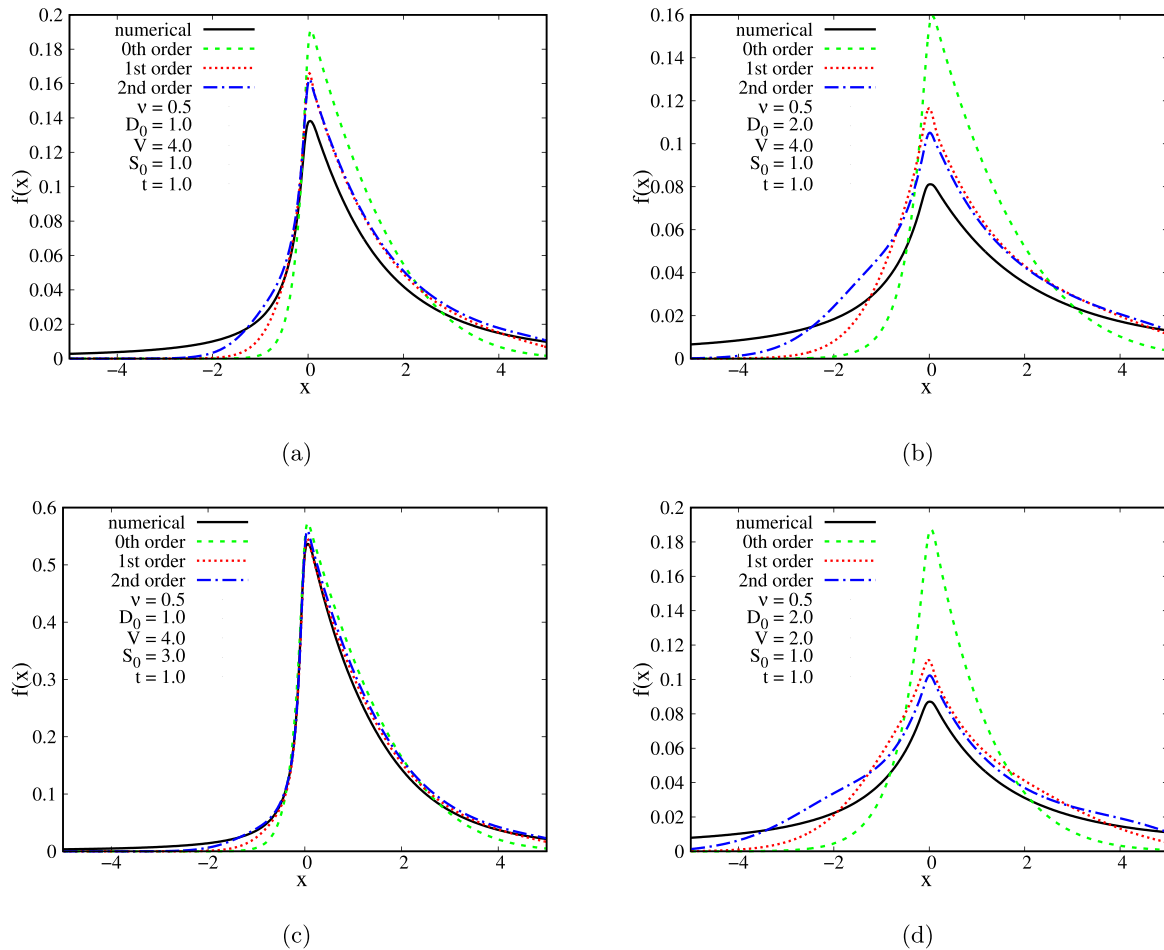 0.2
0.18
0.16
0.14
0.12
0.1
0.08
0.06
0.04
0.02
0
f(x)
numerical
0th order
1st order
2nd order
ν = 0.5
D0 = 1.0
V = 4.0
S0 = 1.0
t = 1.0
−4 −2 0 2 4
x
(a)
0.16
0.14
0.12
0.1
0.08
0.06
0.04
0.02
0
f(x)
numerical
0th order
1st order
2nd order
ν = 0.5
D0 = 2.0
V = 4.0
S0 = 1.0
t = 1.0
−4 −2 0 2 4
x
(b)
0.6
0.5
0.4
0.3
0.2
0.1
0
f(x)
numerical
0th order
1st order
2nd order
ν = 0.5
D0 = 1.0
V = 4.0
S0 = 3.0
t = 1.0
−4 −2 0 2 4
x
(c)
0.2
0.18
0.16
0.14
0.12
0.1
0.08
0.06
0.04
0.02
0
f(x)
numerical
0th order
1st order
2nd order
ν = 0.5
D0 = 2.0
V = 2.0
S0 = 1.0
t = 1.0
−4 −2 0 2 4
x
(d)